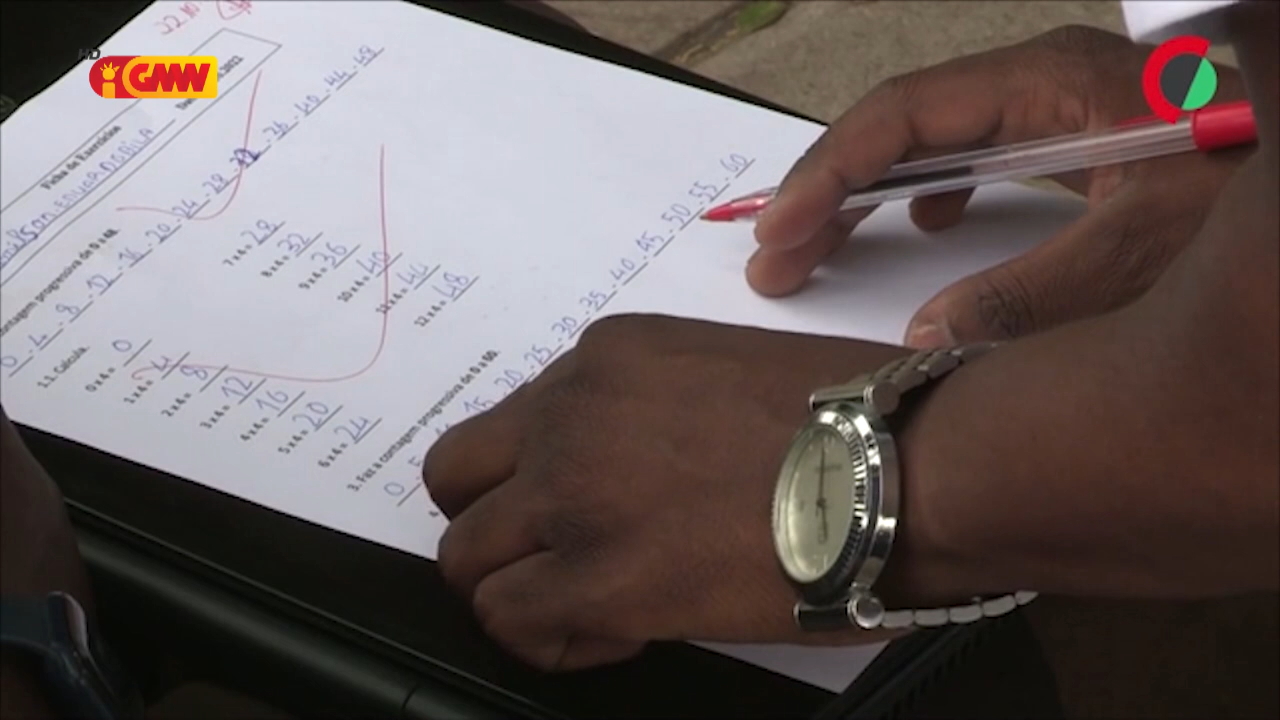 HD
iGMW
Ficha de Exercícios
contagem progressiva de 0 a 48.
0 . 4 . 8 . 12 . 16 . 20 . 24 . 28 . 32 . 36 . 40 . 44 . 48
1.1. Calcula.
0 x 4 = 0
1 x 4 = 4
2 x 4 = 8
3 x 4 = 12
4 x 4 = 16
5 x 4 = 20
6 x 4 = 24
7 x 4 = 28
8 x 4 = 32
9 x 4 = 36
10 x 4 = 40
11 x 4 = 44
12 x 4 = 48
3. Faz a contagem progressiva de 0 a 60.
0 . 5 15 . 20 . 25 . 30 . 35 . 40 . 45 . 50 . 55 . 60